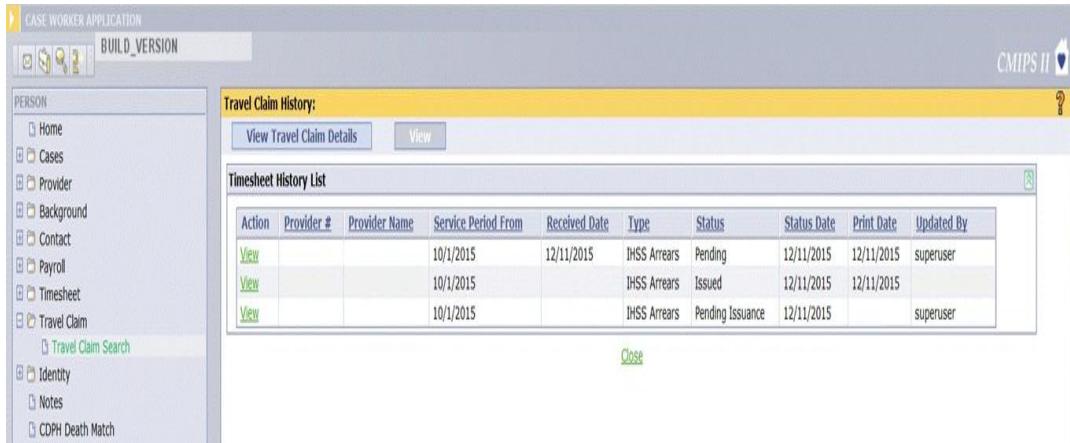 CASE WORKER APPLICATION
BUILD_VERSION
CMIPS II
PERSON
Home
Cases
Provider
Background
Contact
Payroll
Timesheet
Travel Claim
Travel Claim Search
Identity
Notes
CDPH Death Match
Travel Claim History:
?
View Travel Claim Details View
Timesheet History List
Action Provider # Provider Name Service Period From Received Date Type Status Status Date Print Date Updated By
View 10/1/2015 12/11/2015 IHSS Arrears Pending 12/11/2015 12/11/2015 superuser
View 10/1/2015 IHSS Arrears Issued 12/11/2015 12/11/2015
View 10/1/2015 IHSS Arrears Pending Issuance 12/11/2015 superuser
Close